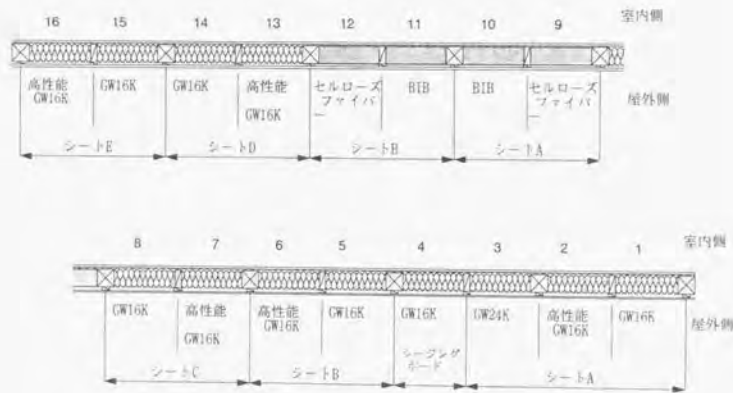 16 15 14 13 12 11 10 9 室内側
高性能 GW16K GW16K 高性能 セルローズ BIB BIB セルローズ 屋外側
GW16K GW16K ファイバ ファイバ
ー ー
シートE シートD シートB シートA
8 7 6 5 4 3 2 1 室内側
GW16K 高性能 高性能 GW16K GW16K GW24K 高性能 GW16K 屋外側
GW16K GW16K GW16K
シージング
ボード
シートC シートB シートA